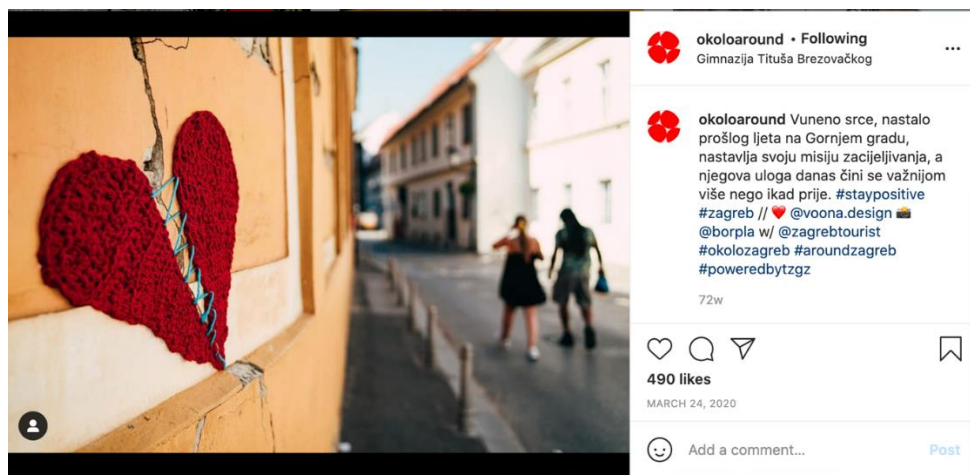 okoloaround • Following
Gimnazija Tituša Brezovačkog
okoloaround Vuneno srce, nastalo
prošlog ljeta na Gornjem gradu,
nastavlja svoju misiju zacijeljivanja, a
njegova uloga danas čini se važnijom
više nego ikad prije. #staypositive
#zagreb // ❤️ @voona.design 📸
@borpla w/ @zagrebtourist
#okolozagreb #aroundzagreb
#poweredbytzgz
72w
490 likes
MARCH 24, 2020
Add a comment...
Post